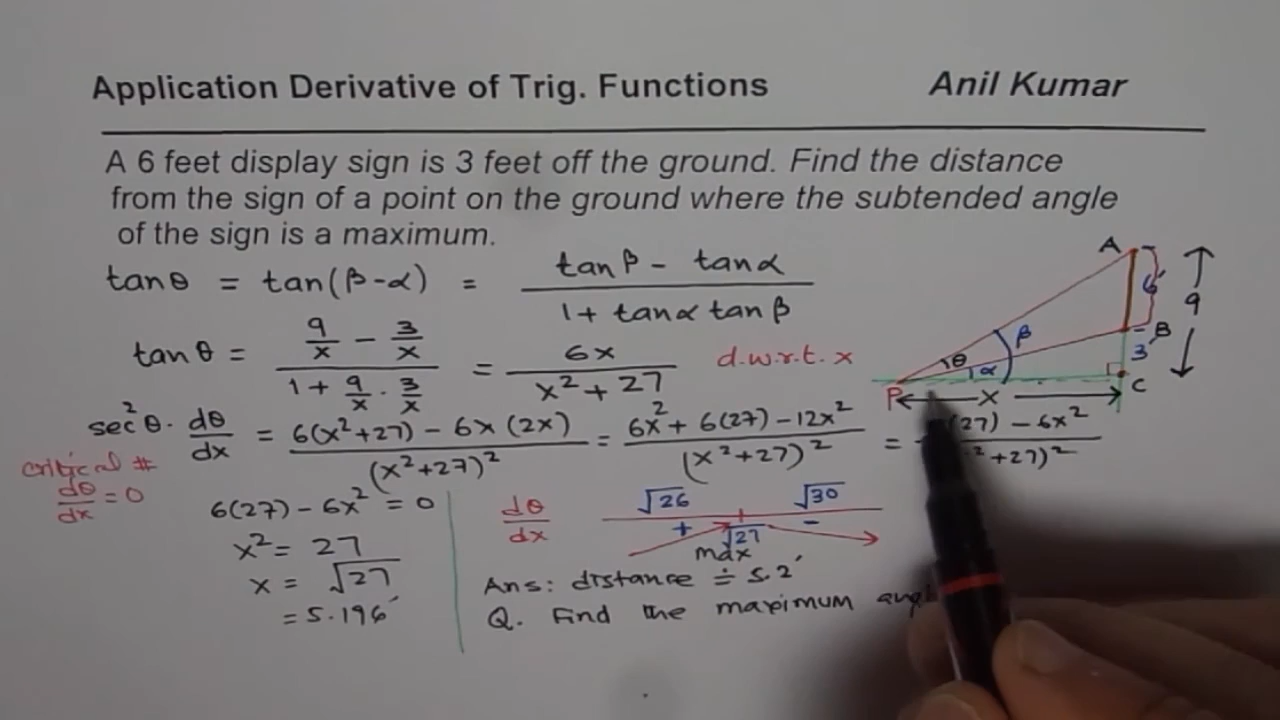 Application Derivative of Trig. Functions Anil Kumar
A 6 feet display sign is 3 feet off the ground. Find the distance
from the sign of a point on the ground where the subtended angle
of the sign is a maximum.
tanθ = tan(β-α) = tanβ - tanα / 1 + tanα tanβ
tanθ = 9/x - 3/x / 1 + 9/x · 3/x = 6x / x² + 27 d.w.r.t. x
sec²θ · dθ/dx = 6(x²+27) - 6x(2x) / (x²+27)² = 6x² + 6(27) - 12x² / (x²+27)² = (27) - 6x² / ²+27)²
critical #
dθ/dx = 0
6(27) - 6x² = 0
x² = 27
x = √27
= 5.196'
dθ/dx √26 √30
+ √27 -
max
Ans: distance ≐ 5.2'
Q. Find the maximum
A
6'
9
B
3'
C
P
x
θ
α
β